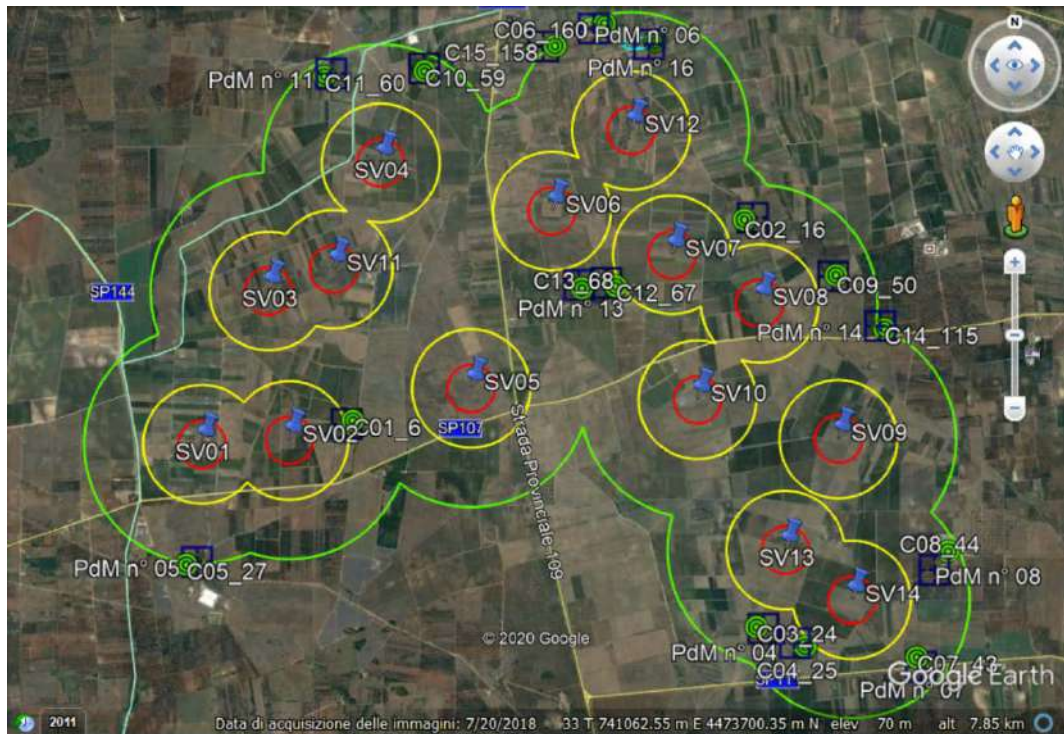 N
C06_160
PdM n° 06
C15_158
PdM n° 16
PdM n° 11
C11_60
C10_59
SV12
SV04
SV06
C02_16
SV07
SV11
SV03
C13_68
C09_50
SP144
C12_67
SV08
PdM n° 13
PdM n° 14
C14_115
SV05
SV10
C01_6
SP107
SV02
SV01
SV09
Strada Provinciale 109
C08_44
SV13
PdM n° 05
C05_27
PdM n° 08
SV14
C03_24
© 2020 Google
PdM n° 04
C04_25
C07_43
Google Earth
PdM n° 07
2011
Data di acquisizione delle immagini: 7/20/2018 33 T 741062.55 m E 4473700.35 m N elev 70 m alt 7.85 km